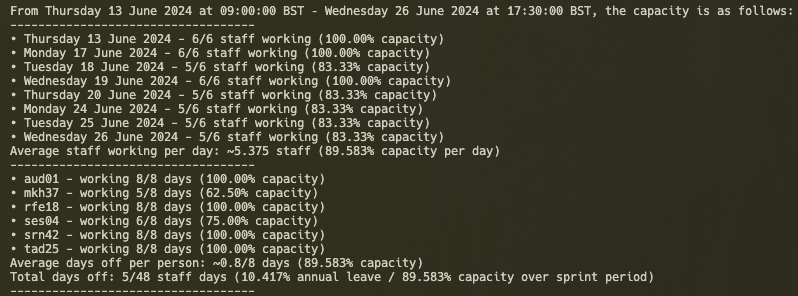 From Thursday 13 June 2024 at 09:00:00 BST - Wednesday 26 June 2024 at 17:30:00 BST, the capacity is as follows:
-----------------------------------
• Thursday 13 June 2024 - 6/6 staff working (100.00% capacity)
• Monday 17 June 2024 - 6/6 staff working (100.00% capacity)
• Tuesday 18 June 2024 - 5/6 staff working (83.33% capacity)
• Wednesday 19 June 2024 - 6/6 staff working (100.00% capacity)
• Thursday 20 June 2024 - 5/6 staff working (83.33% capacity)
• Monday 24 June 2024 - 5/6 staff working (83.33% capacity)
• Tuesday 25 June 2024 - 5/6 staff working (83.33% capacity)
• Wednesday 26 June 2024 - 5/6 staff working (83.33% capacity)
Average staff working per day: ~5.375 staff (89.583% capacity per day)
-----------------------------------
• aud01 - working 8/8 days (100.00% capacity)
• mkh37 - working 5/8 days (62.50% capacity)
• rfe18 - working 8/8 days (100.00% capacity)
• ses04 - working 6/8 days (75.00% capacity)
• srn42 - working 8/8 days (100.00% capacity)
• tad25 - working 8/8 days (100.00% capacity)
Average days off per person: ~0.8/8 days (89.583% capacity)
Total days off: 5/48 staff days (10.417% annual leave / 89.583% capacity over sprint period)
-----------------------------------